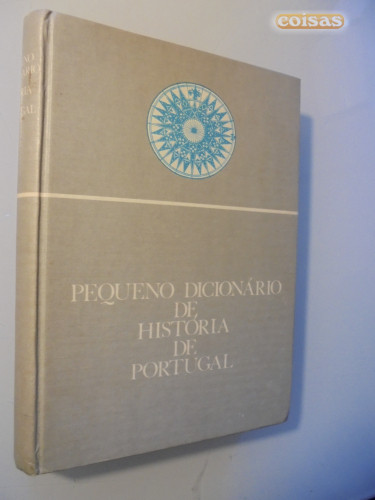 coisas
PEQUENO DICIONÁRIO
DE
HISTÓRIA
DE
PORTUGAL